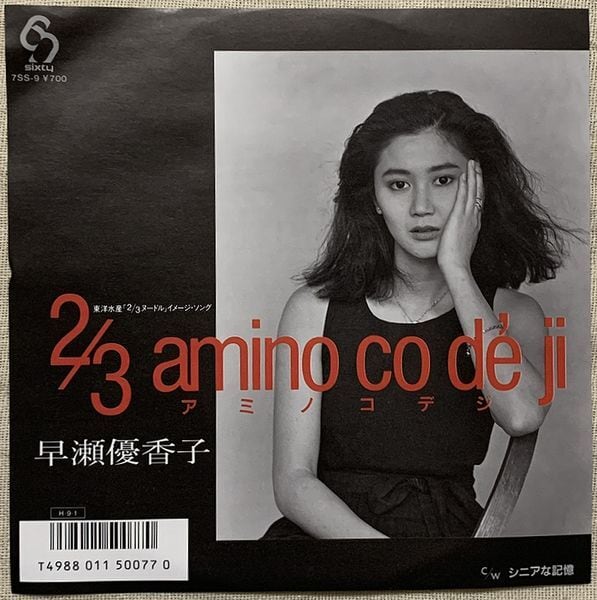 sixty
7SS-9 ¥700
東洋水産「2/3ヌードル」イメージ・ソング
2/3 amino co dé ji
アミノコデジ
早瀬優香子
H・91
T4988 011 50077 0
C/W シニアな記憶